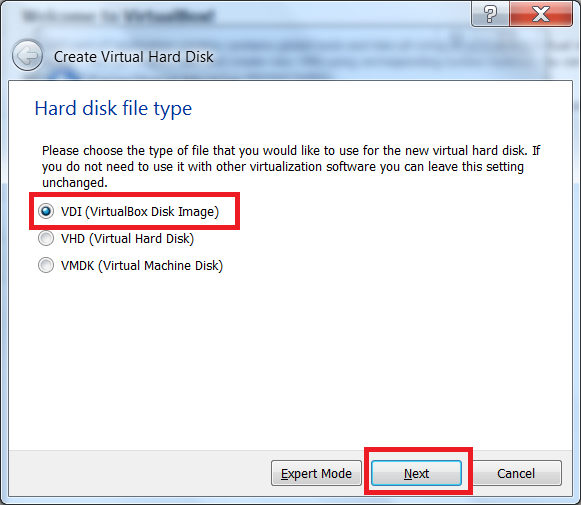 Welcome to VirtualBox!
Create Virtual Hard Disk
Hard disk file type
Please choose the type of file that you would like to use for the new virtual hard disk. If
you do not need to use it with other virtualization software you can leave this setting
unchanged.
VDI (VirtualBox Disk Image)
VHD (Virtual Hard Disk)
VMDK (Virtual Machine Disk)
Expert Mode
Next
Cancel